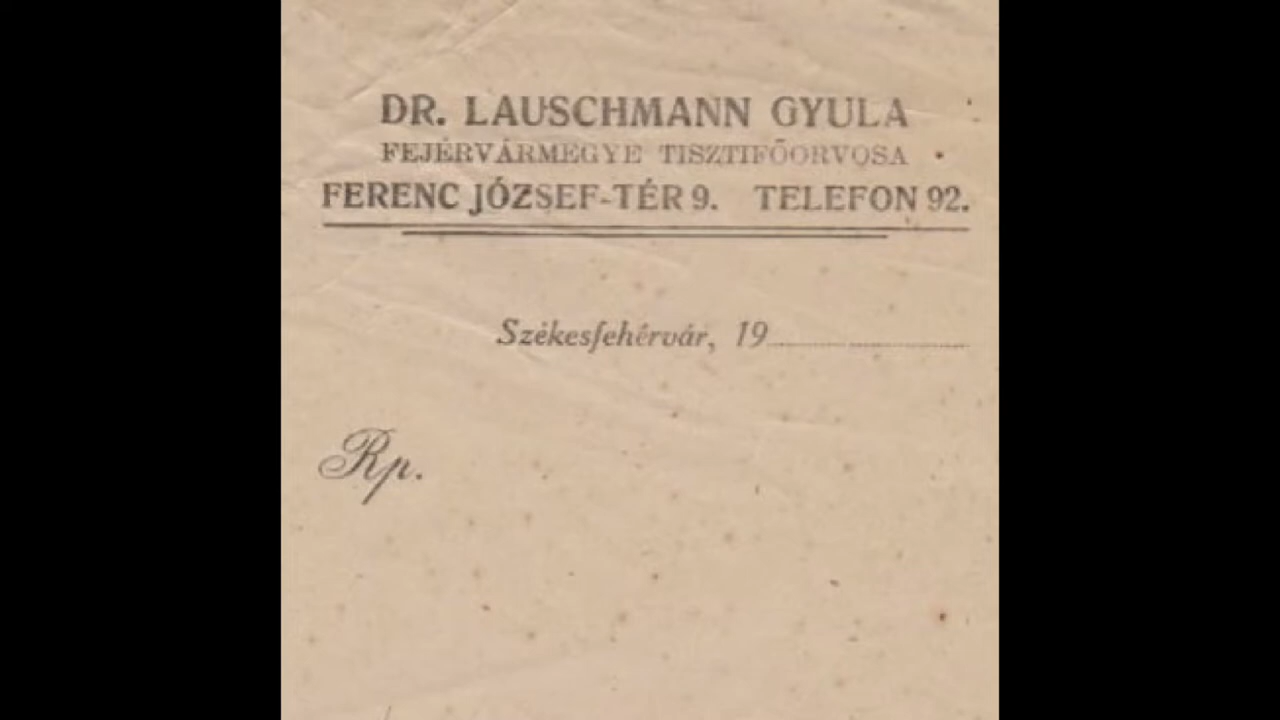 DR. LAUSCHMANN GYULA
FEJÉRVÁRMEGYE TISZTIFŐORVOSA
FERENC JÓZSEF-TÉR 9. TELEFON 92.
Székesfehérvár, 19
Rp.